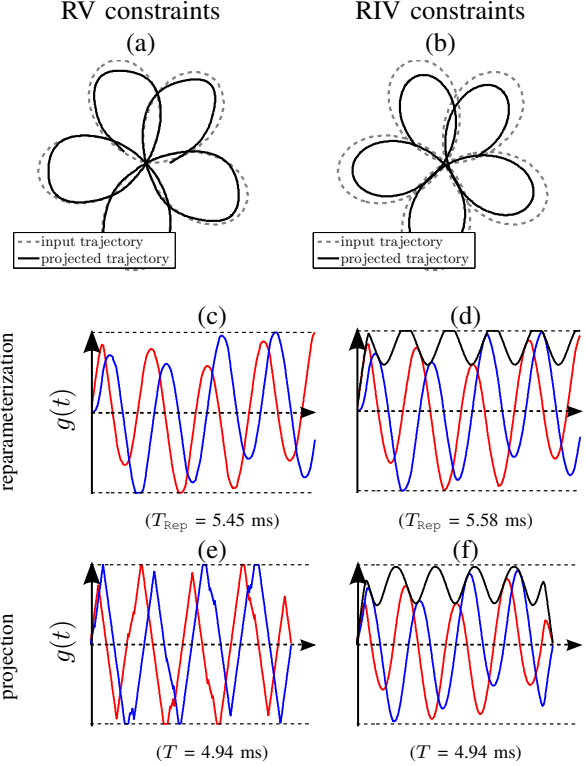 RV constraints RIV constraints
(a) (b)
input trajectory
projected trajectory
input trajectory
projected trajectory
(c) (d)
reparameterization
g(t)
(T_Rep = 5.45 ms) (T_Rep = 5.58 ms)
(e) (f)
projection
g(t)
(T = 4.94 ms) (T = 4.94 ms)